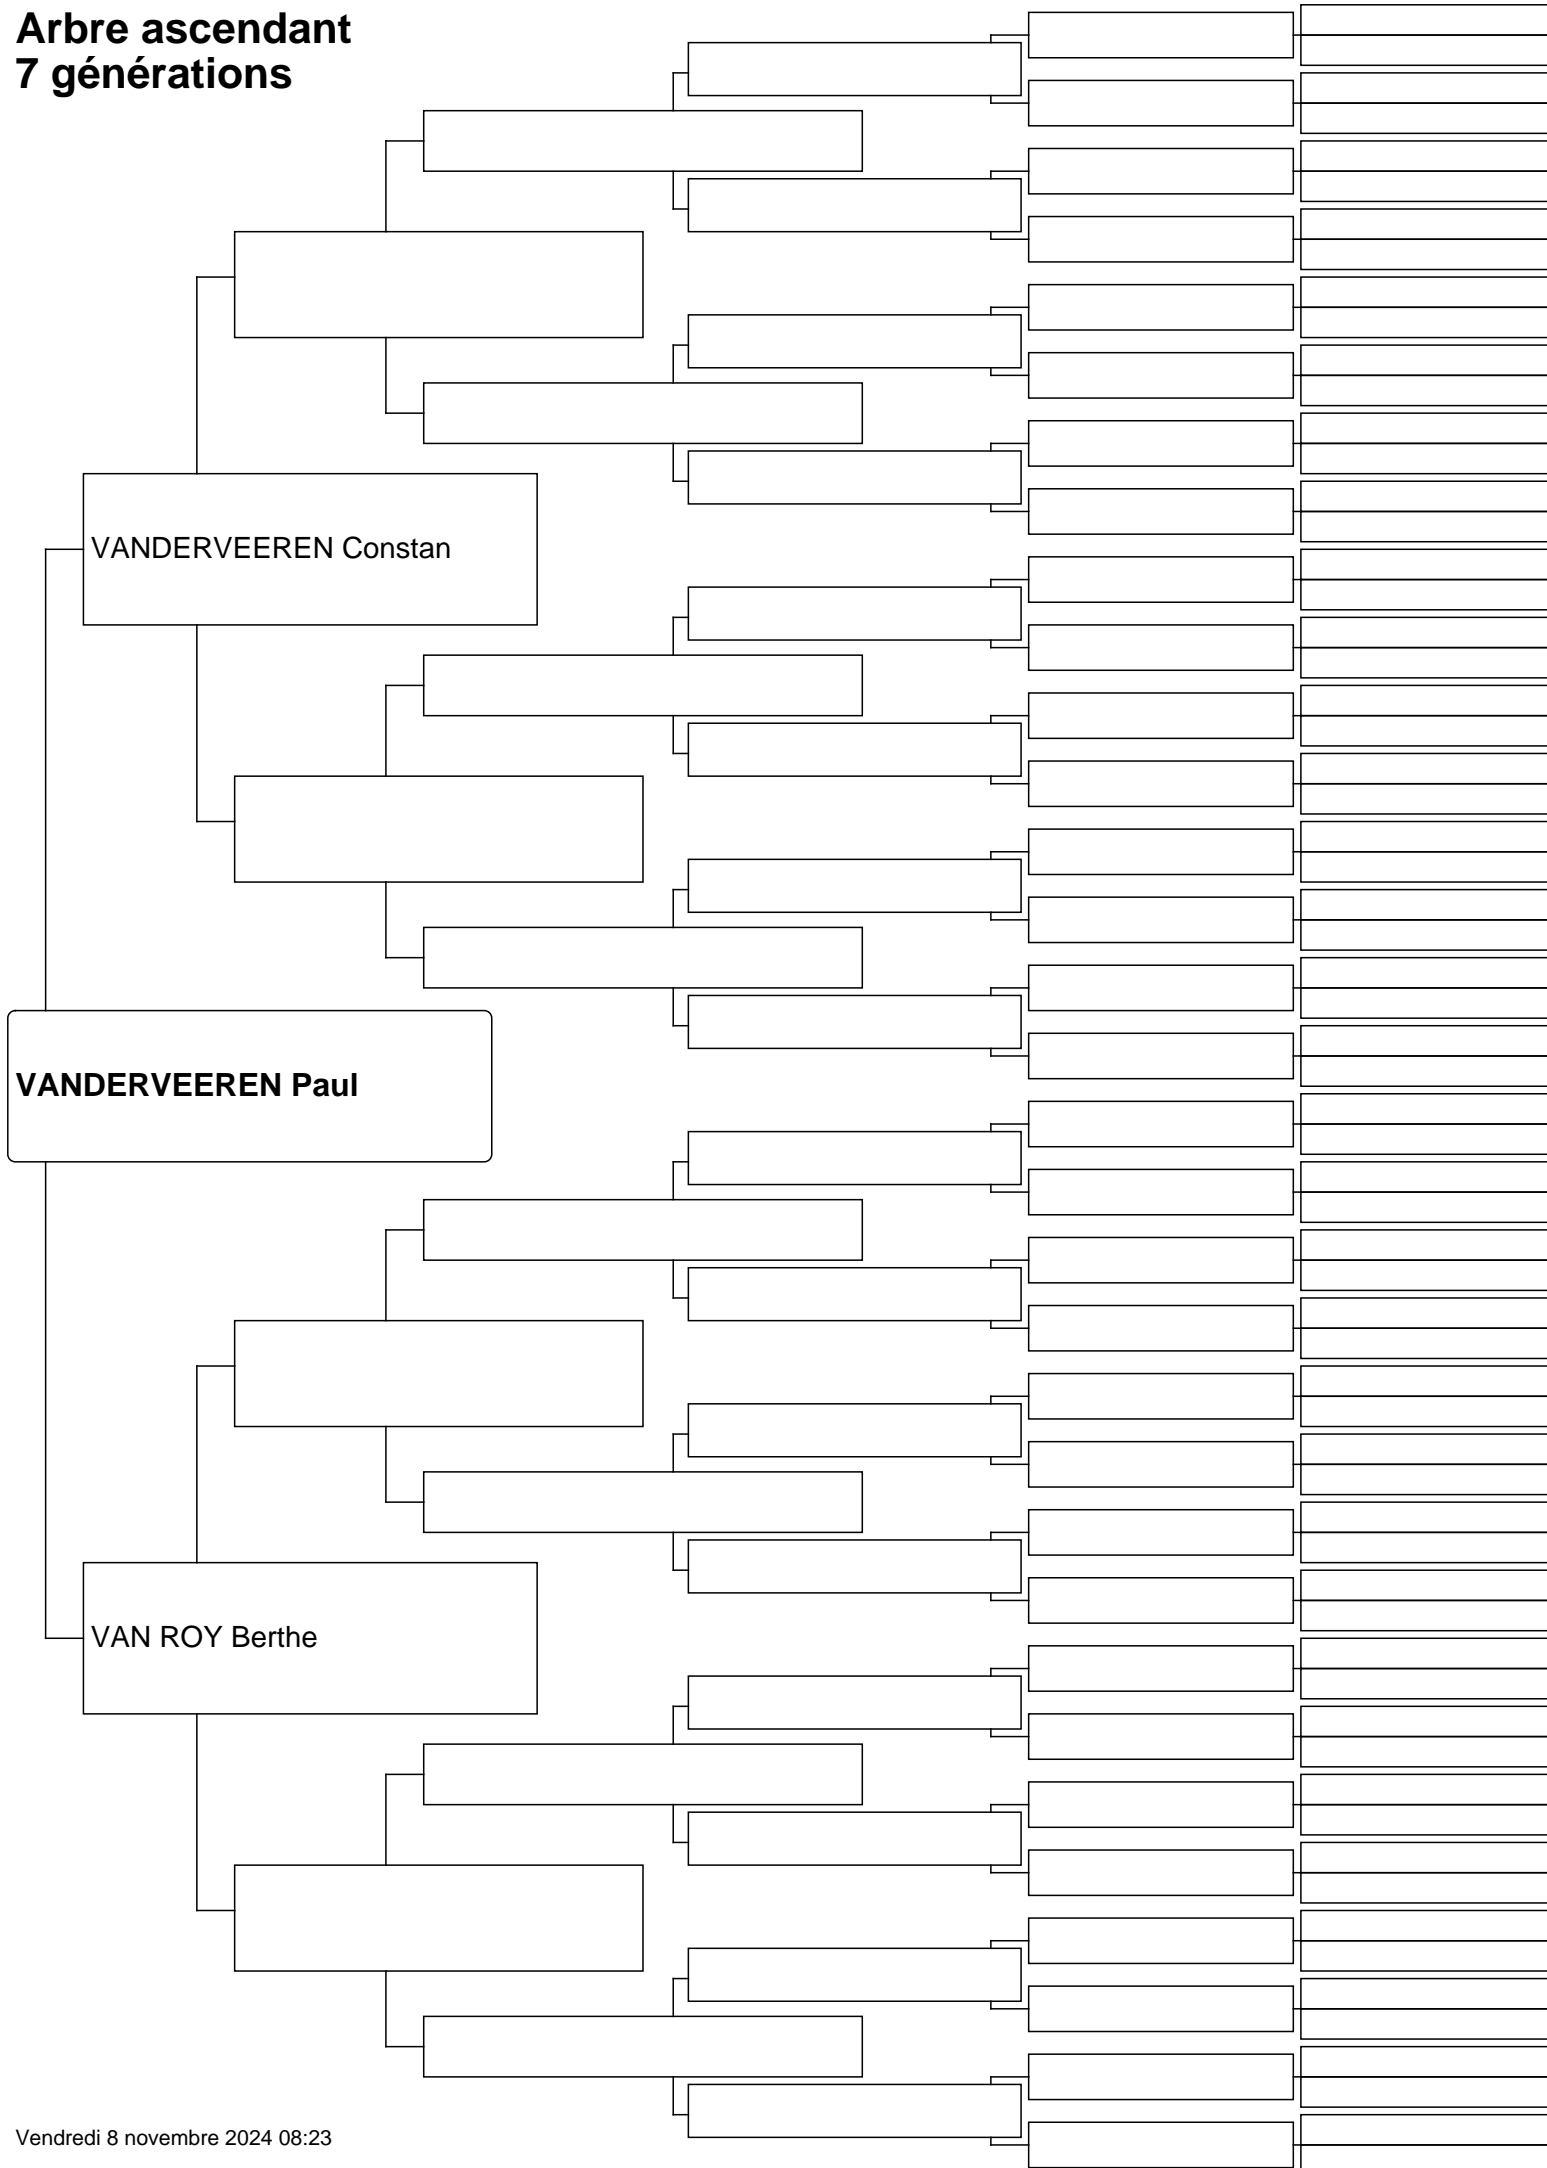 Arbre ascendant
7 générations
VANDERVEEREN Constan
VANDERVEEREN Paul
VAN ROY Berthe
Vendredi 8 novembre 2024 08:23